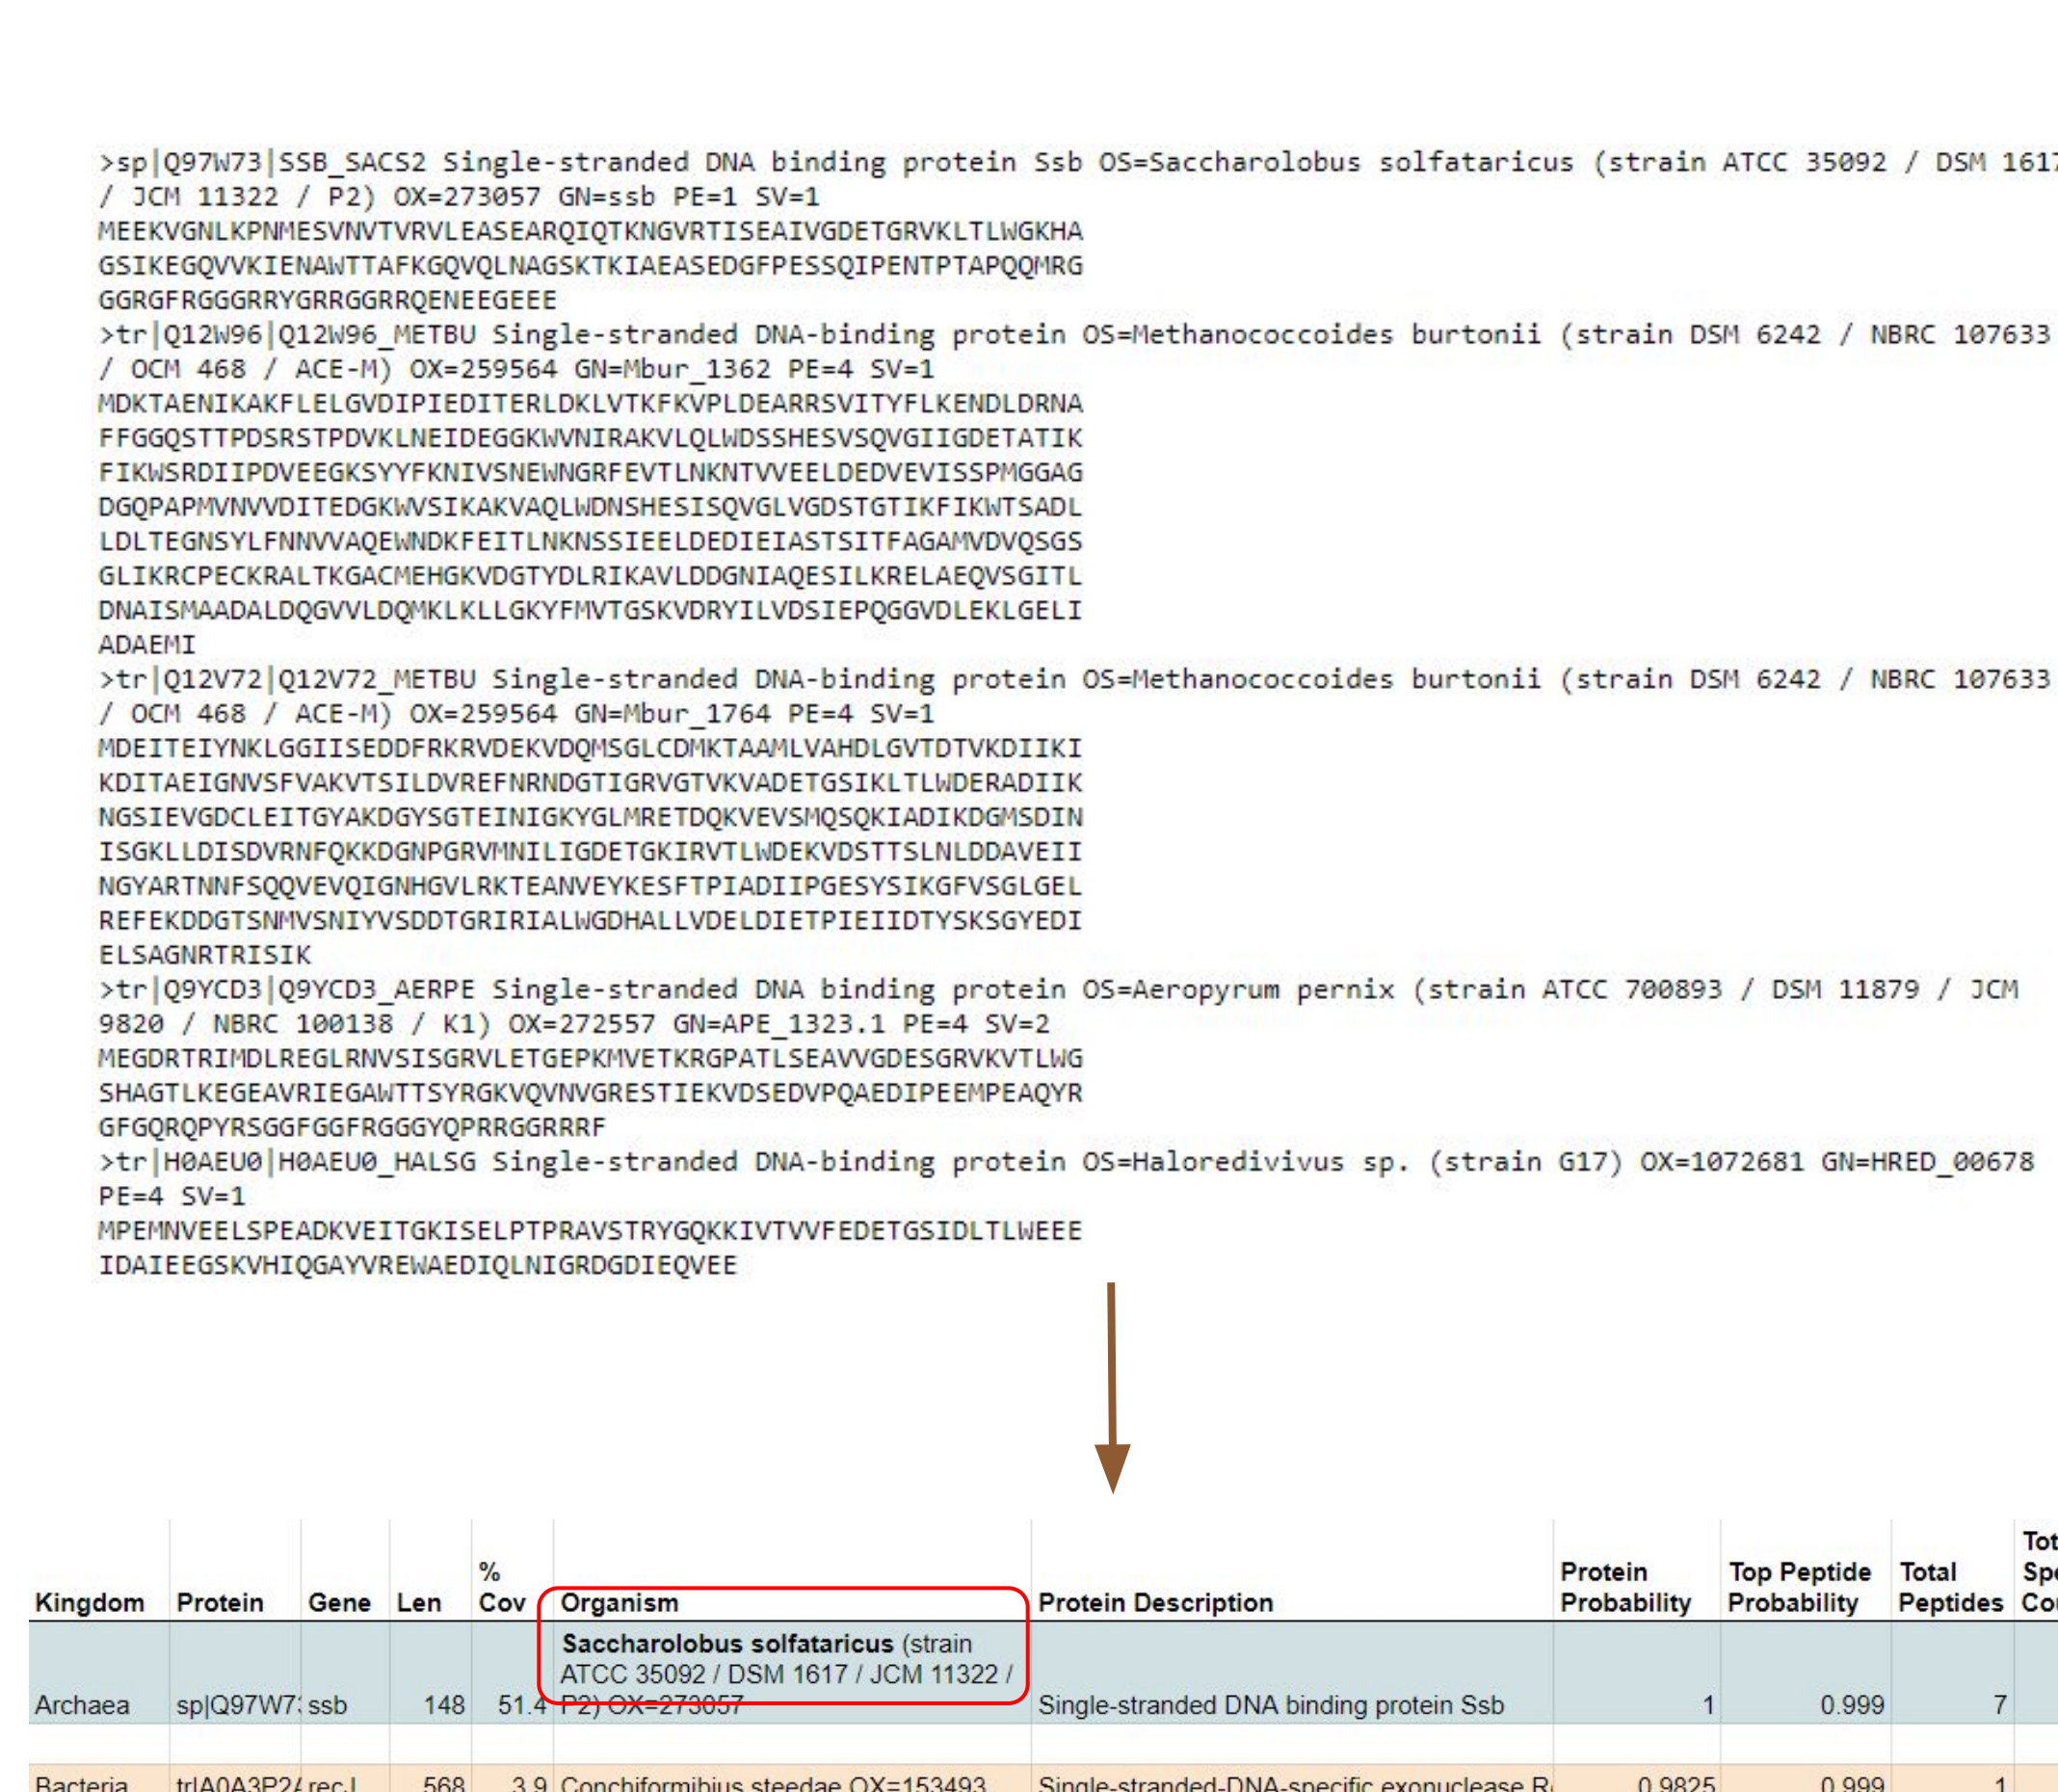 >sp|Q97W73|SSB_SACS2 Single-stranded DNA binding protein Ssb OS=Saccharolobus solfataricus (strain ATCC 35092 / DSM 1617
/ JCM 11322 / P2) OX=273057 GN=ssb PE=1 SV=1
MEEKVGNLKPNMESVNVTVRVLEASEARQIQTKNGVRTISEAIVGDETGRVKLTLWGKHA
GSIKEGQVVKIENAWTTAFKGQVQLNAGSKTKIAEASEDGFPESSQIPENTPTAPQQMRG
GGRGFRGGGRRYGRRGGRRQENEEGEEE
>tr|Q12W96|Q12W96_METBU Single-stranded DNA-binding protein OS=Methanococcoides burtonii (strain DSM 6242 / NBRC 107633
/ OCM 468 / ACE-M) OX=259564 GN=Mbur_1362 PE=4 SV=1
MDKTAENIKAKFLELGVDIPIEDITERLDKLVTKFKVPLDEARRSVITYFLKENDLDRNA
FFGGQSTTPDSRSTPDVKLNEIDEGGKWVNIRAKVLQLWDSSHESVSQVGIIGDETATIK
FIKWSRDIIPDVEEGKSYYFKNIVSNEWNGRFEVTLNKNTVVEELDEDVEVISSPMGGAG
DGQPAPMVNVVDITEDGKWVSIKAKVAQLWDNSHESISQVGLVGDSTGTIKFIKWTSADL
LDLTEGNSYLFNNVVAQEWNDKFEITLNKNSSIEELDEDIEIASTSITFAGAMVDVQSGS
GLIKRCPECKRALTKGACMEHGKVDGTYDLRIKAVLDDGNIAQESILKRELAEQVSGITL
DNAISMAADALDQGVVLDQMKLKLLGKYFMVTGSKVDRYILVDSIEPQGGVDLEKLGELI
ADAEMI
>tr|Q12V72|Q12V72_METBU Single-stranded DNA-binding protein OS=Methanococcoides burtonii (strain DSM 6242 / NBRC 107633
/ OCM 468 / ACE-M) OX=259564 GN=Mbur_1764 PE=4 SV=1
MDEITEIYNKLGGIISEDDFRKRVDEKVDQMSGLCDMKTAAMLVAHDLGVTDTVKDIIKI
KDITAEIGNVSFVAKVTSILDVREFNRNDGTIGRVGTVKVADETGSIKLTLWDERADIIK
NGSIEVGDCLEITGYAKDGYSGTEINIGKYGLMRETDQKVEVSMQSQKIADIKDGMSDIN
ISGKLLDISDVRNFQKKDGNPGRVMNILIGDETGKIRVTLWDEKVDSTTSLNLDDAVEII
NGYARTNNFSQQVEVQIGNHGVLRKTEANVEYKESFTPIADIIPGESYSIKGFVSGLGEL
REFEKDDGTSNMVSNIYVSDDTGRIRIALWGDHALLVDELDIETPIEIIDTYSKSGYEDI
ELSAGNRTRISIK
>tr|Q9YCD3|Q9YCD3_AERPE Single-stranded DNA binding protein OS=Aeropyrum pernix (strain ATCC 700893 / DSM 11879 / JCM
9820 / NBRC 100138 / K1) OX=272557 GN=APE_1323.1 PE=4 SV=2
MEGDRTRIMDLREGLRNVSISGRVLETGEPKMVETKRGPATLSEAVVGDESGRVKVTLWG
SHAGTLKEGEAVRIEGAWTTSYRGKVQVNVGRESTIEKVDSEDVPQAEDIPEEMPEAQYR
GFGQRQPYRSGGFGGFRGGGYQPRRGGRRRF
>tr|H0AEU0|H0AEU0_HALSG Single-stranded DNA-binding protein OS=Haloredivivus sp. (strain G17) OX=1072681 GN=HRED_00678
PE=4 SV=1
MPEMNVEELSPEADKVEITGKISELPTPRAVSTRYGQKKIVTVVFEDETGSIDLTLWEEE
IDAIEEGSKVHIQGAYVREWAEDIQLNIGRDGDIEQVEE
Kingdom Protein Gene Len % Cov Organism Protein Description Protein Probability Top Peptide Probability Total Peptides
Archaea sp|Q97W7 ssb 148 51.4 Saccharolobus solfataricus (strain ATCC 35092 / DSM 1617 / JCM 11322 / P2) OX=273057 Single-stranded DNA binding protein Ssb 1 0.999 7
Bacteria tr|A0A3P2 recJ 568 3.9 Conchiformibius steedae OX=153493 Single-stranded-DNA-specific exonuclease 0.9825 0.999 1